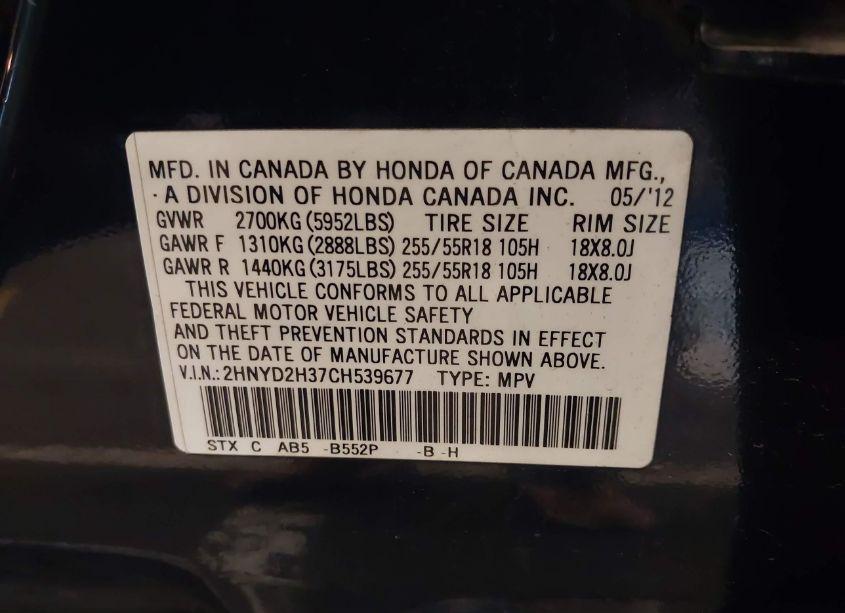 MFD. IN CANADA BY HONDA OF CANADA MFG.,
A DIVISION OF HONDA CANADA INC. 05/'12
GVWR 2700KG (5952LBS) TIRE SIZE RIM SIZE
GAWR F 1310KG (2888LBS) 255/55R18 105H 18X8.0J
GAWR R 1440KG (3175LBS) 255/55R18 105H 18X8.0J
THIS VEHICLE CONFORMS TO ALL APPLICABLE
FEDERAL MOTOR VEHICLE SAFETY
AND THEFT PREVENTION STANDARDS IN EFFECT
ON THE DATE OF MANUFACTURE SHOWN ABOVE.
V.I.N.: 2HNYD2H37CH539677 TYPE: MPV
STX C AB5 -B552P -B -H